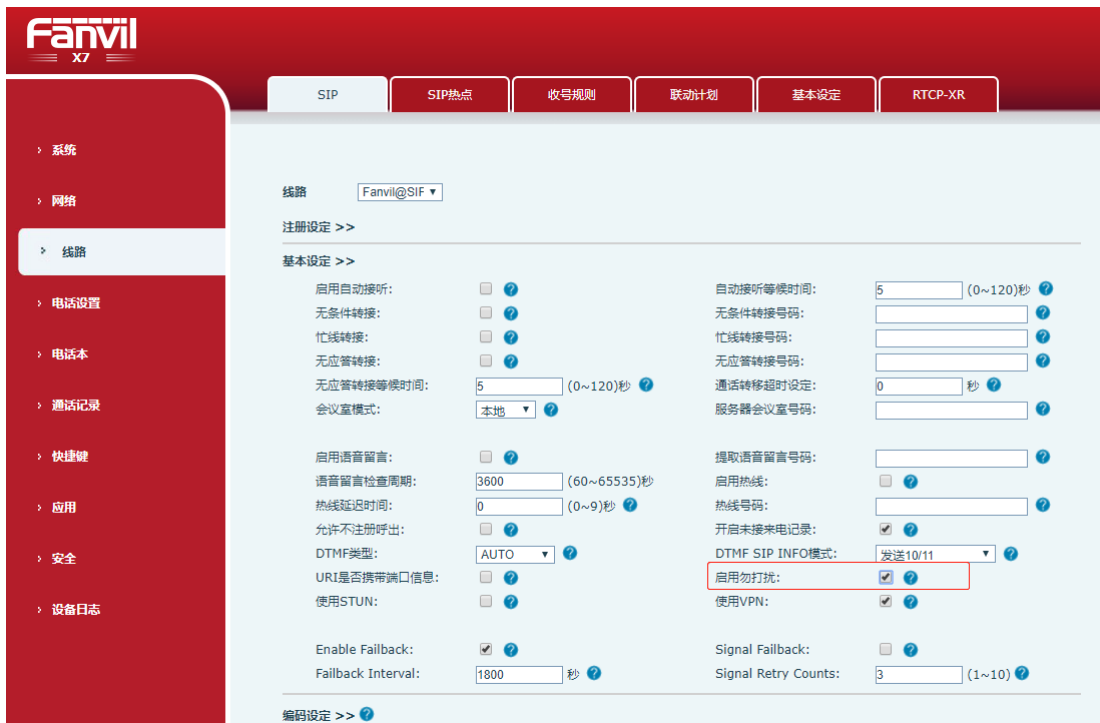 Fanvil
X7
SIP SIP热点 收号规则 联动计划 基本设定 RTCP-XR
› 系统
› 网络
› 线路
› 电话设置
› 电话本
› 通话记录
› 快捷键
› 应用
› 安全
› 设备日志
线路 Fanvil@SIF
注册设定 >>
基本设定 >>
启用自动接听: 自动接听等候时间: 5 (0~120)秒
无条件转接: 无条件转接号码:
忙线转接: 忙线转接号码:
无应答转接: 无应答转接号码:
无应答转接等候时间: 5 (0~120)秒 通话转移超时设定: 0 秒
会议室模式: 本地 服务器会议室号码:
启用语音留言: 提取语音留言号码:
语音留言检查周期: 3600 (60~65535)秒 启用热线:
热线延迟时间: 0 (0~9)秒 热线号码:
允许不注册呼出: 开启未接来电记录:
DTMF类型: AUTO DTMF SIP INFO模式: 发送10/11
URI是否携带端口信息: 启用勿打扰:
使用STUN: 使用VPN:
Enable Failback: Signal Failback:
Failback Interval: 1800 秒 Signal Retry Counts: 3 (1~10)
编码设定 >>